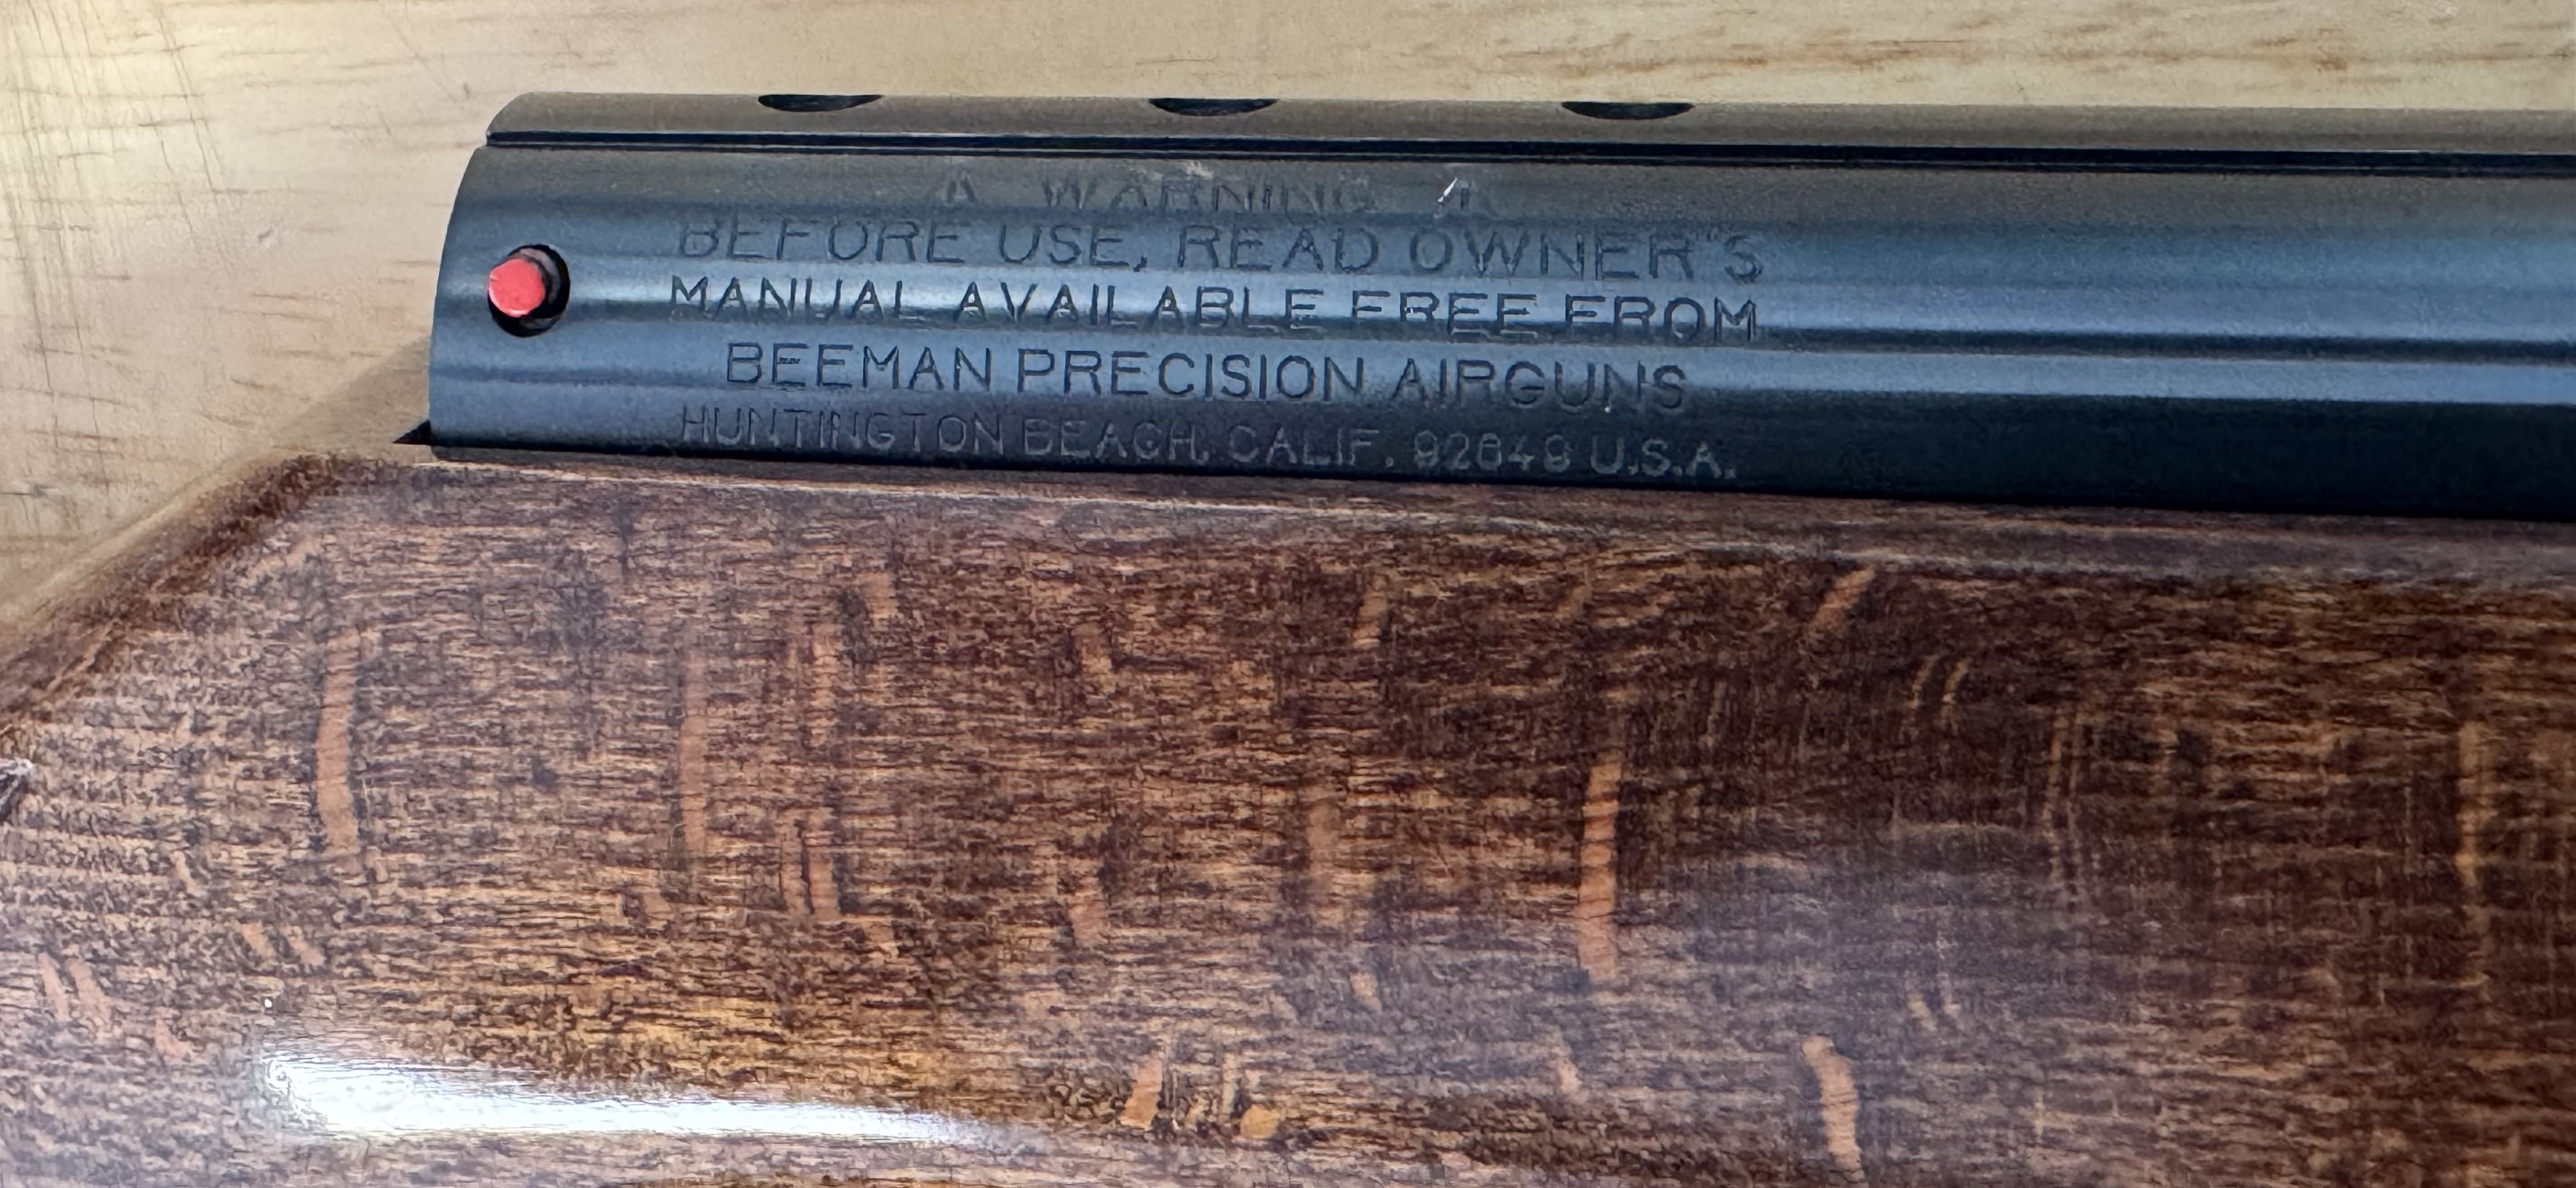 WARNING
BEFORE USE, READ OWNER'S
MANUAL AVAILABLE FREE FROM
BEEMAN PRECISION AIRGUNS
HUNTINGTON BEACH, CALIF. 92649 U.S.A.